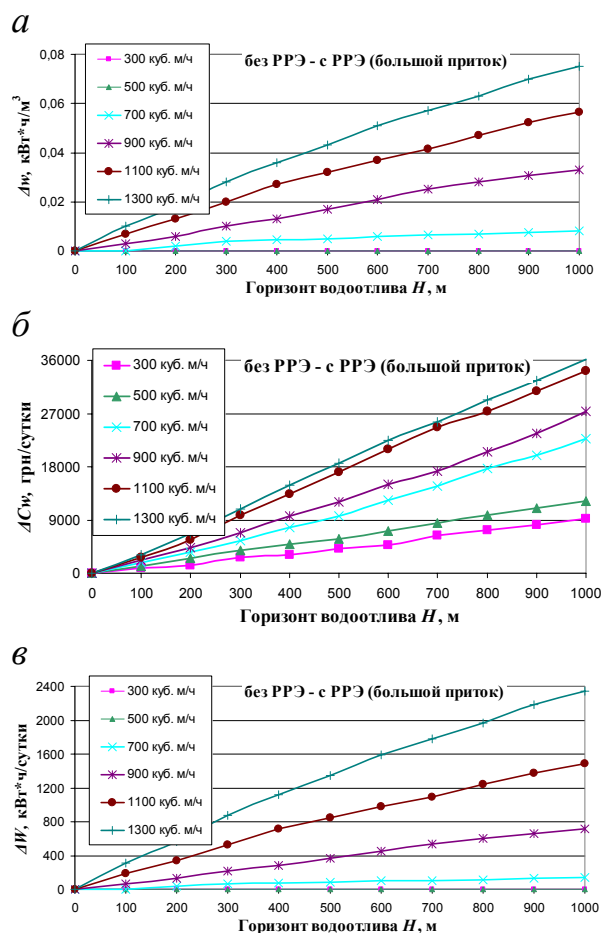 а
без РРЭ - с РРЭ (большой приток)
Δw, кВт*ч/м³
0,08
0,06
0,04
0,02
0
300 куб. м/ч
500 куб. м/ч
700 куб. м/ч
900 куб. м/ч
1100 куб. м/ч
1300 куб. м/ч
0 100 200 300 400 500 600 700 800 900 1000
Горизонт водоотлива H, м
б
без РРЭ - с РРЭ (большой приток)
ΔCw, грн/сутки
36000
27000
18000
9000
0
300 куб. м/ч
500 куб. м/ч
700 куб. м/ч
900 куб. м/ч
1100 куб. м/ч
1300 куб. м/ч
0 100 200 300 400 500 600 700 800 900 1000
Горизонт водоотлива H, м
в
без РРЭ - с РРЭ (большой приток)
ΔW, кВт*ч/сутки
2400
2000
1600
1200
800
400
0
300 куб. м/ч
500 куб. м/ч
700 куб. м/ч
900 куб. м/ч
1100 куб. м/ч
1300 куб. м/ч
0 100 200 300 400 500 600 700 800 900 1000
Горизонт водоотлива H, м